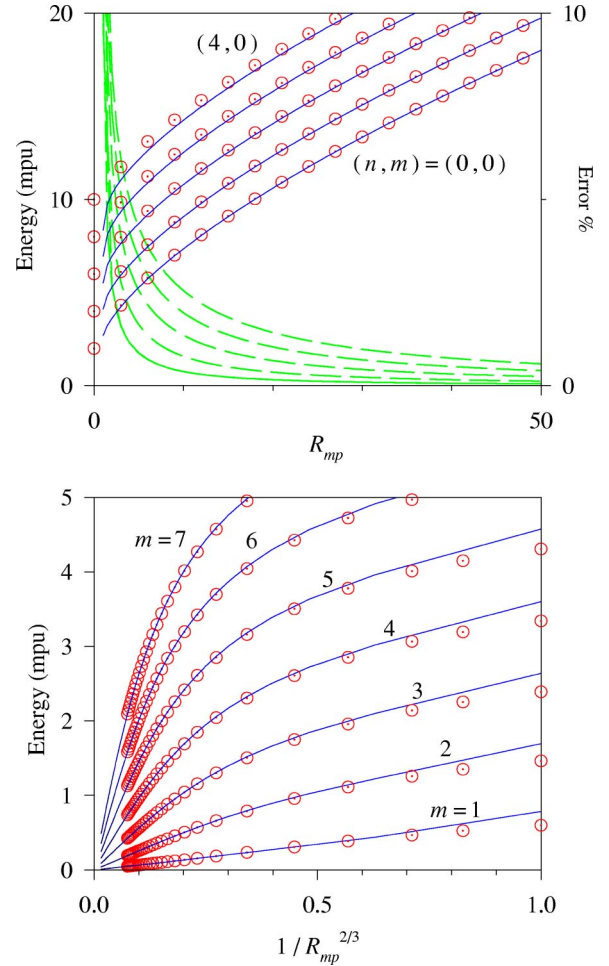 20
10
(4,0)
Energy (mpu)
10
(n,m) = (0,0)
Error %
0
0
0
50
R_mp
5
m=7
6
4
5
Energy (mpu)
3
4
2
3
2
1
m=1
0
0.0
0.5
1.0
1 / R_mp^2/3